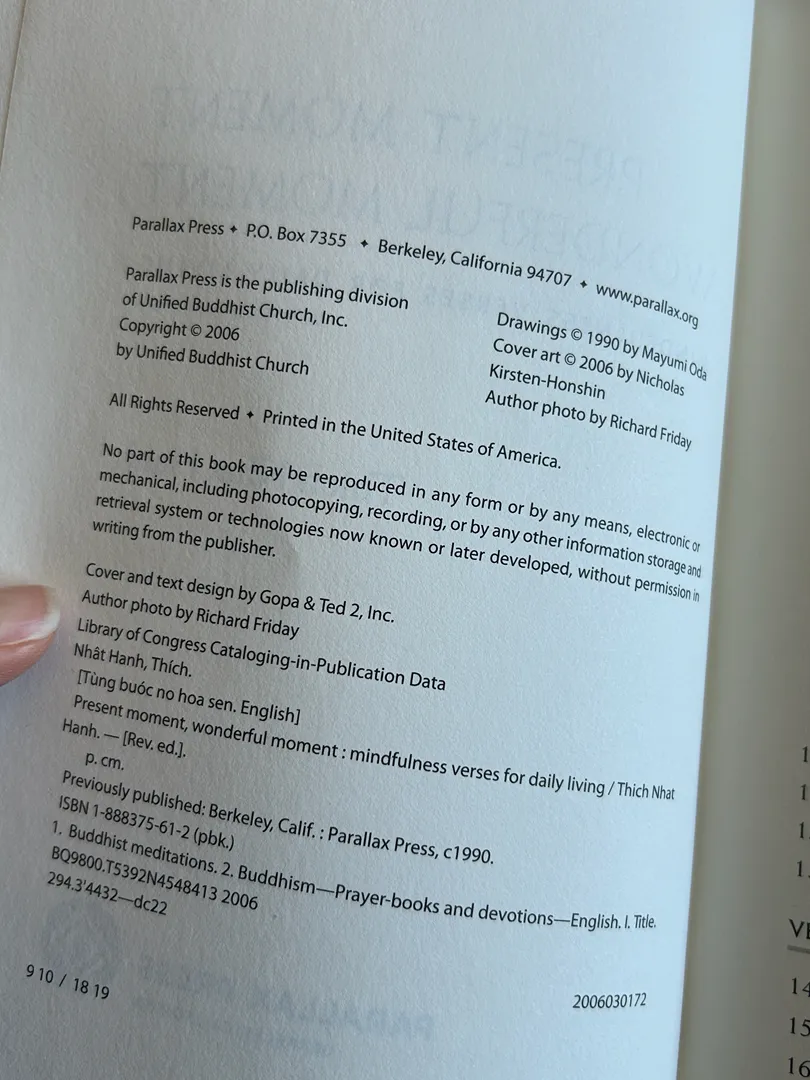 Parallax Press ✦ P.O. Box 7355 ✦ Berkeley, California 94707 ✦ www.parallax.org
Parallax Press is the publishing division
of Unified Buddhist Church, Inc.
Copyright © 2006
by Unified Buddhist Church
Drawings © 1990 by Mayumi Oda
Cover art © 2006 by Nicholas
Kirsten-Honshin
Author photo by Richard Friday
All Rights Reserved ✦ Printed in the United States of America.
No part of this book may be reproduced in any form or by any means, electronic or
mechanical, including photocopying, recording, or by any other information storage and
retrieval system or technologies now known or later developed, without permission in
writing from the publisher.
Cover and text design by Gopa & Ted 2, Inc.
Author photo by Richard Friday
Library of Congress Cataloging-in-Publication Data
Nhât Hanh, Thích.
[Tùng buóc no hoa sen. English]
Present moment, wonderful moment : mindfulness verses for daily living / Thich Nhat
Hanh. — [Rev. ed.].
p. cm.
Previously published: Berkeley, Calif. : Parallax Press, c1990.
ISBN 1-888375-61-2 (pbk.)
1. Buddhist meditations. 2. Buddhism—Prayer-books and devotions—English. I. Title.
BQ9800.T5392N4548413 2006
294.3'4432—dc22
2006030172
9 10 / 18 19
14
15
16